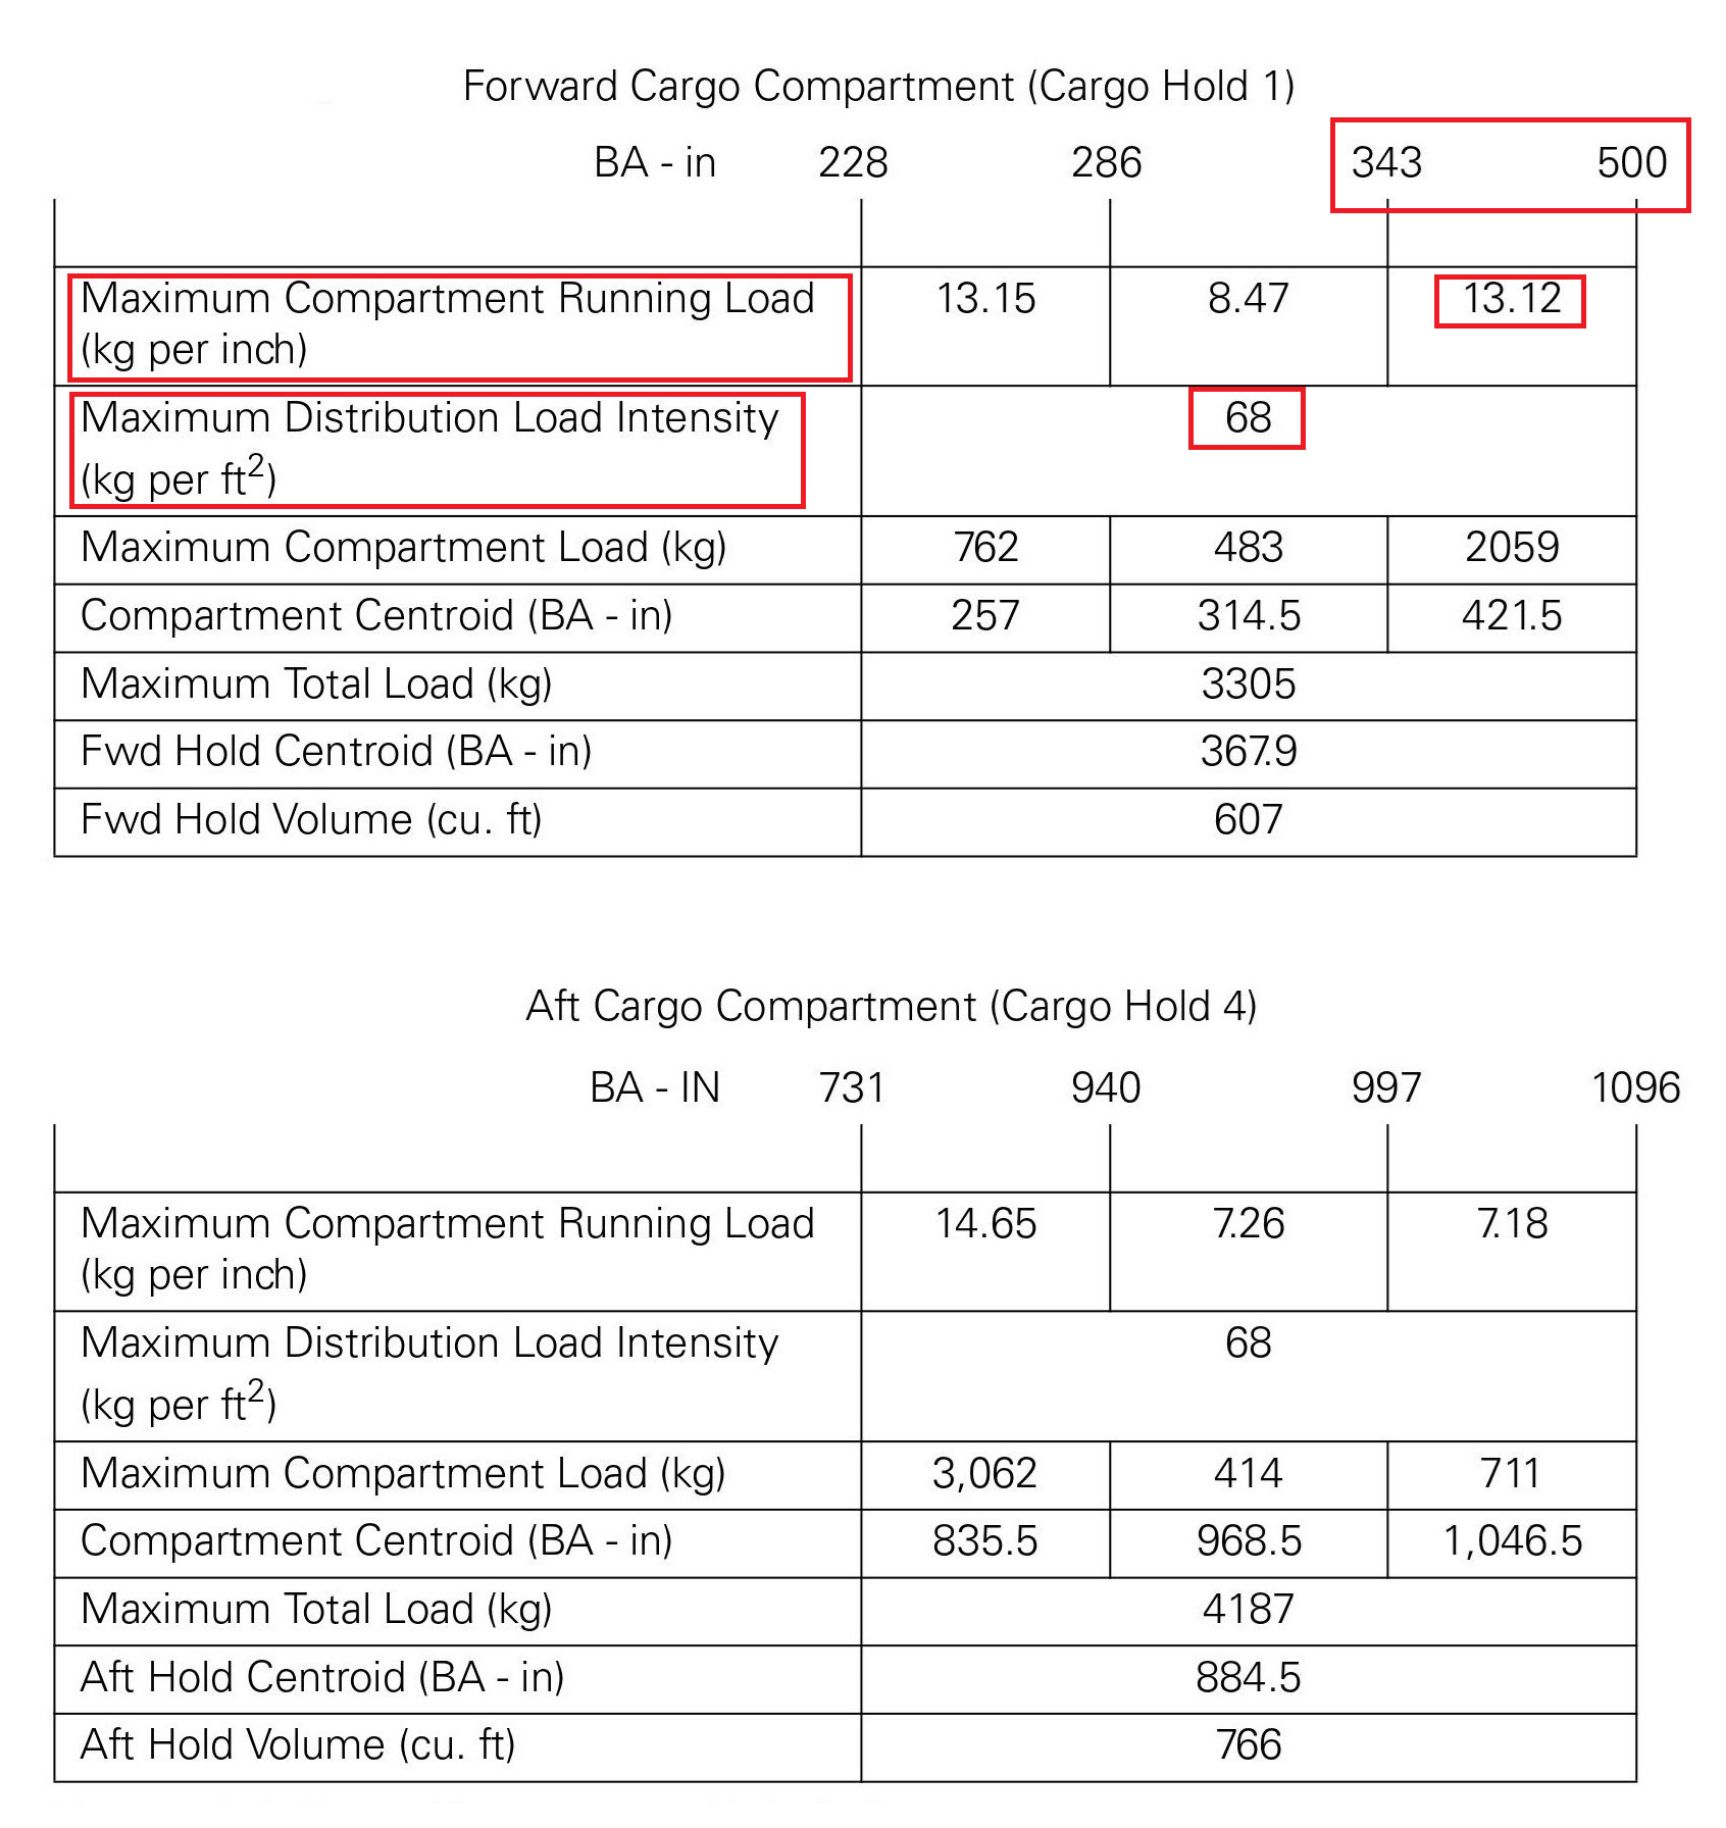 Forward Cargo Compartment (Cargo Hold 1)
BA - in 228 286 343 500
Maximum Compartment Running Load 13.15 8.47 13.12
(kg per inch)
Maximum Distribution Load Intensity 68
(kg per ft²)
Maximum Compartment Load (kg) 762 483 2059
Compartment Centroid (BA - in) 257 314.5 421.5
Maximum Total Load (kg) 3305
Fwd Hold Centroid (BA - in) 367.9
Fwd Hold Volume (cu. ft) 607
Aft Cargo Compartment (Cargo Hold 4)
BA - IN 731 940 997 1096
Maximum Compartment Running Load 14.65 7.26 7.18
(kg per inch)
Maximum Distribution Load Intensity 68
(kg per ft²)
Maximum Compartment Load (kg) 3,062 414 711
Compartment Centroid (BA - in) 835.5 968.5 1,046.5
Maximum Total Load (kg) 4187
Aft Hold Centroid (BA - in) 884.5
Aft Hold Volume (cu. ft) 766